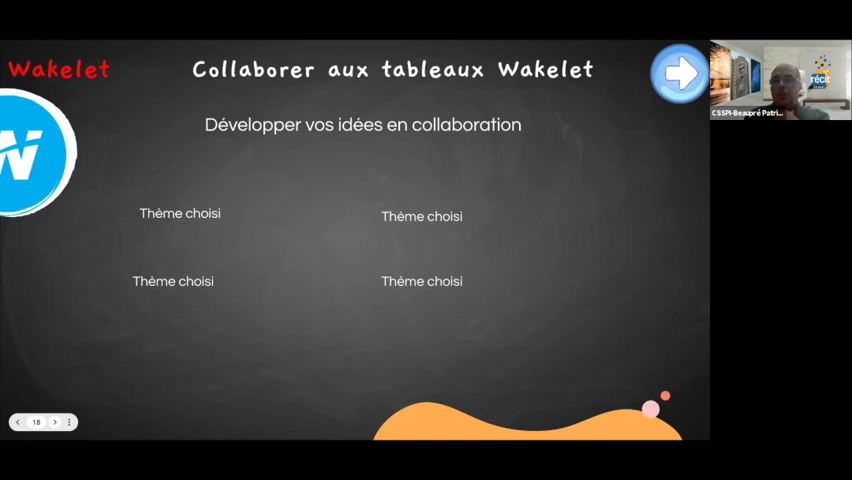 Wakelet
Collaborer aux tableaux Wakelet
Développer vos idées en collaboration
Thème choisi
Thème choisi
Thème choisi
Thème choisi
18
récit
CSSPI-Beaupré Patri...